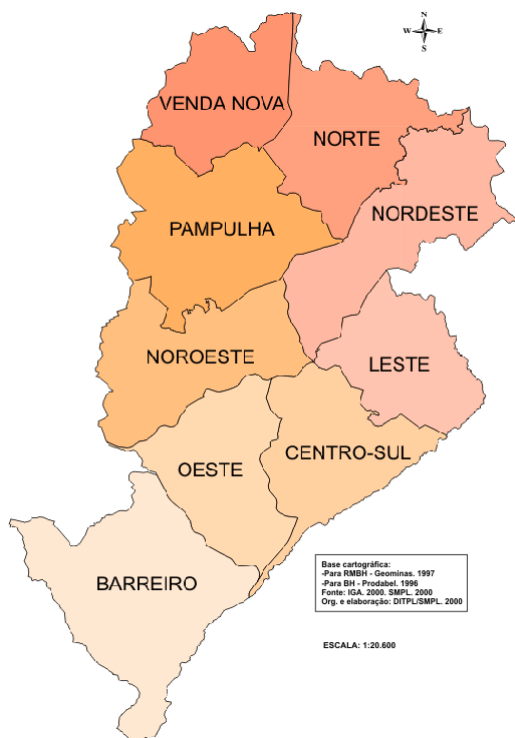 N
W E
S
VENDA NOVA
NORTE
NORDESTE
PAMPULHA
NOROESTE
LESTE
CENTRO-SUL
OESTE
BARREIRO
Base cartográfica:
-Para RMBH - Geominas. 1997
-Para BH - Prodabel. 1996
Fonte: IGA. 2000. SMPL. 2000
Org. e elaboração: DITPL/SMPL. 2000
ESCALA: 1:20.600